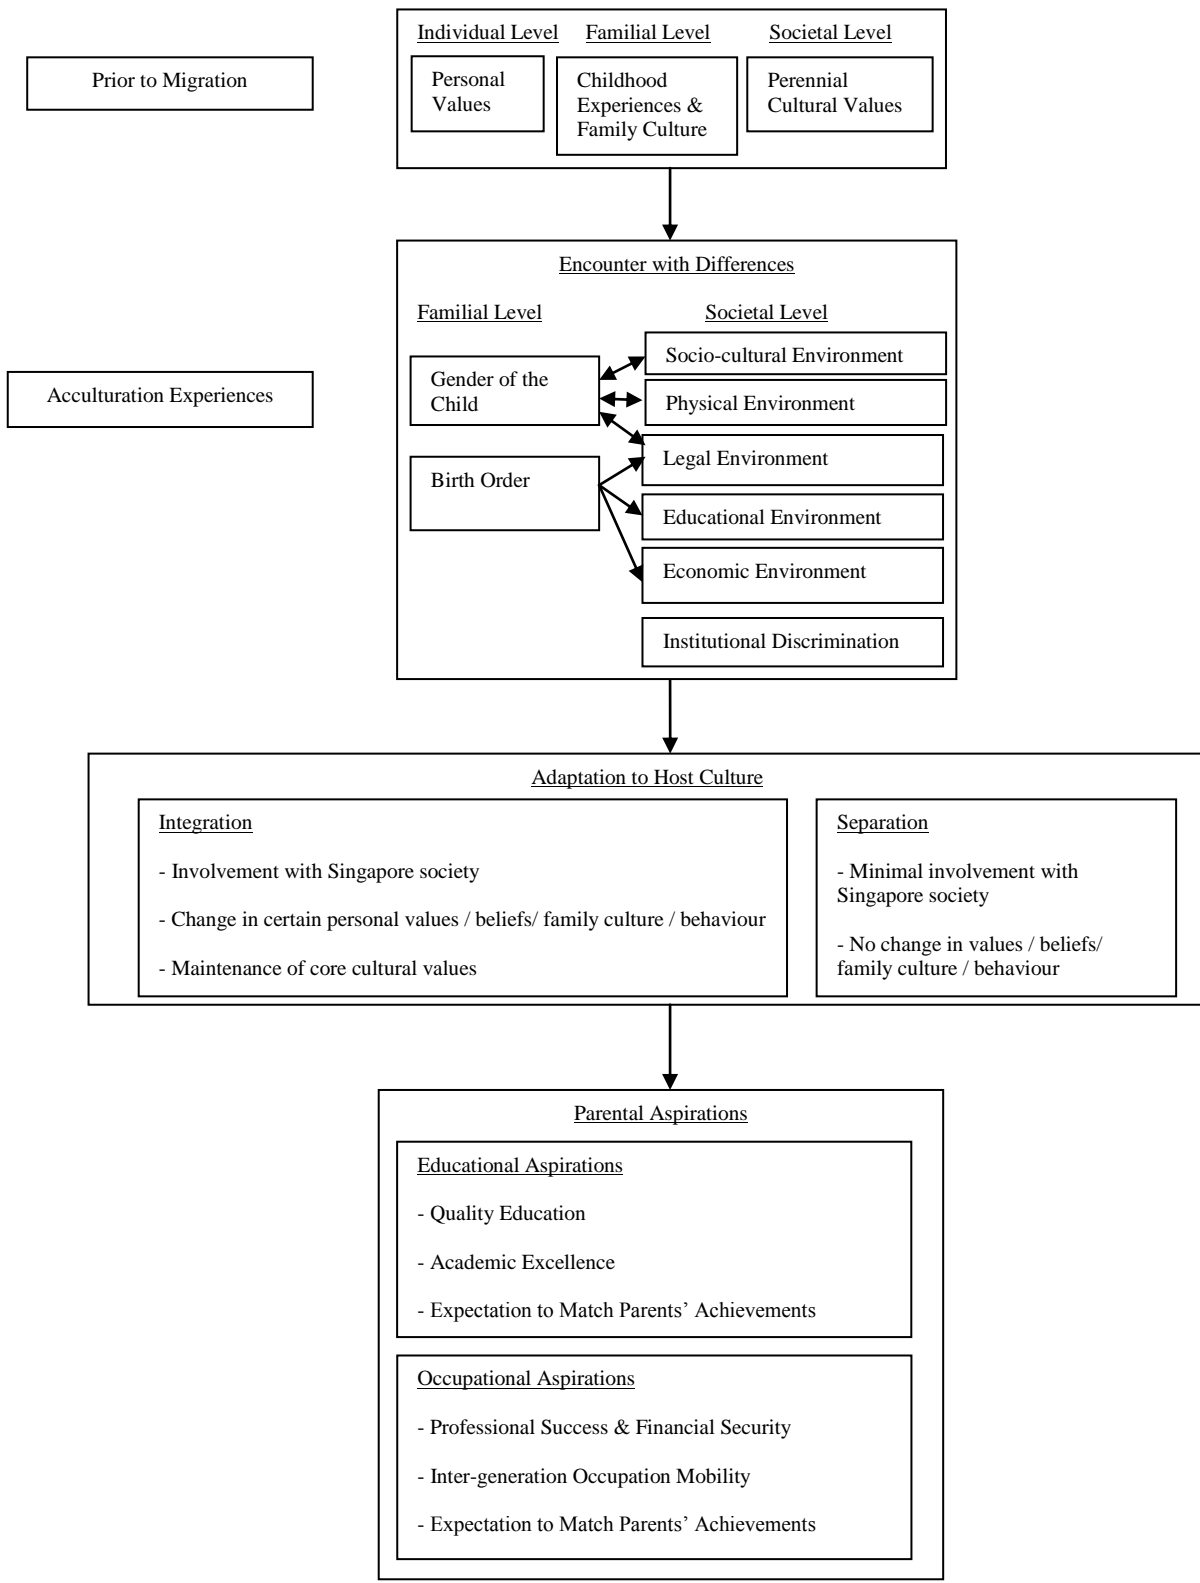 Individual Level
Familial Level
Societal Level
Prior to Migration
Personal
Values
Childhood
Experiences &
Family Culture
Perennial
Cultural Values
Encounter with Differences
Familial Level
Societal Level
Acculturation Experiences
Gender of the
Child
Birth Order
Socio-cultural Environment
Physical Environment
Legal Environment
Educational Environment
Economic Environment
Institutional Discrimination
Adaptation to Host Culture
Integration
- Involvement with Singapore society
- Change in certain personal values / beliefs/ family culture / behaviour
- Maintenance of core cultural values
Separation
- Minimal involvement with
Singapore society
- No change in values / beliefs/
family culture / behaviour
Parental Aspirations
Educational Aspirations
- Quality Education
- Academic Excellence
- Expectation to Match Parents’ Achievements
Occupational Aspirations
- Professional Success & Financial Security
- Inter-generation Occupation Mobility
- Expectation to Match Parents’ Achievements